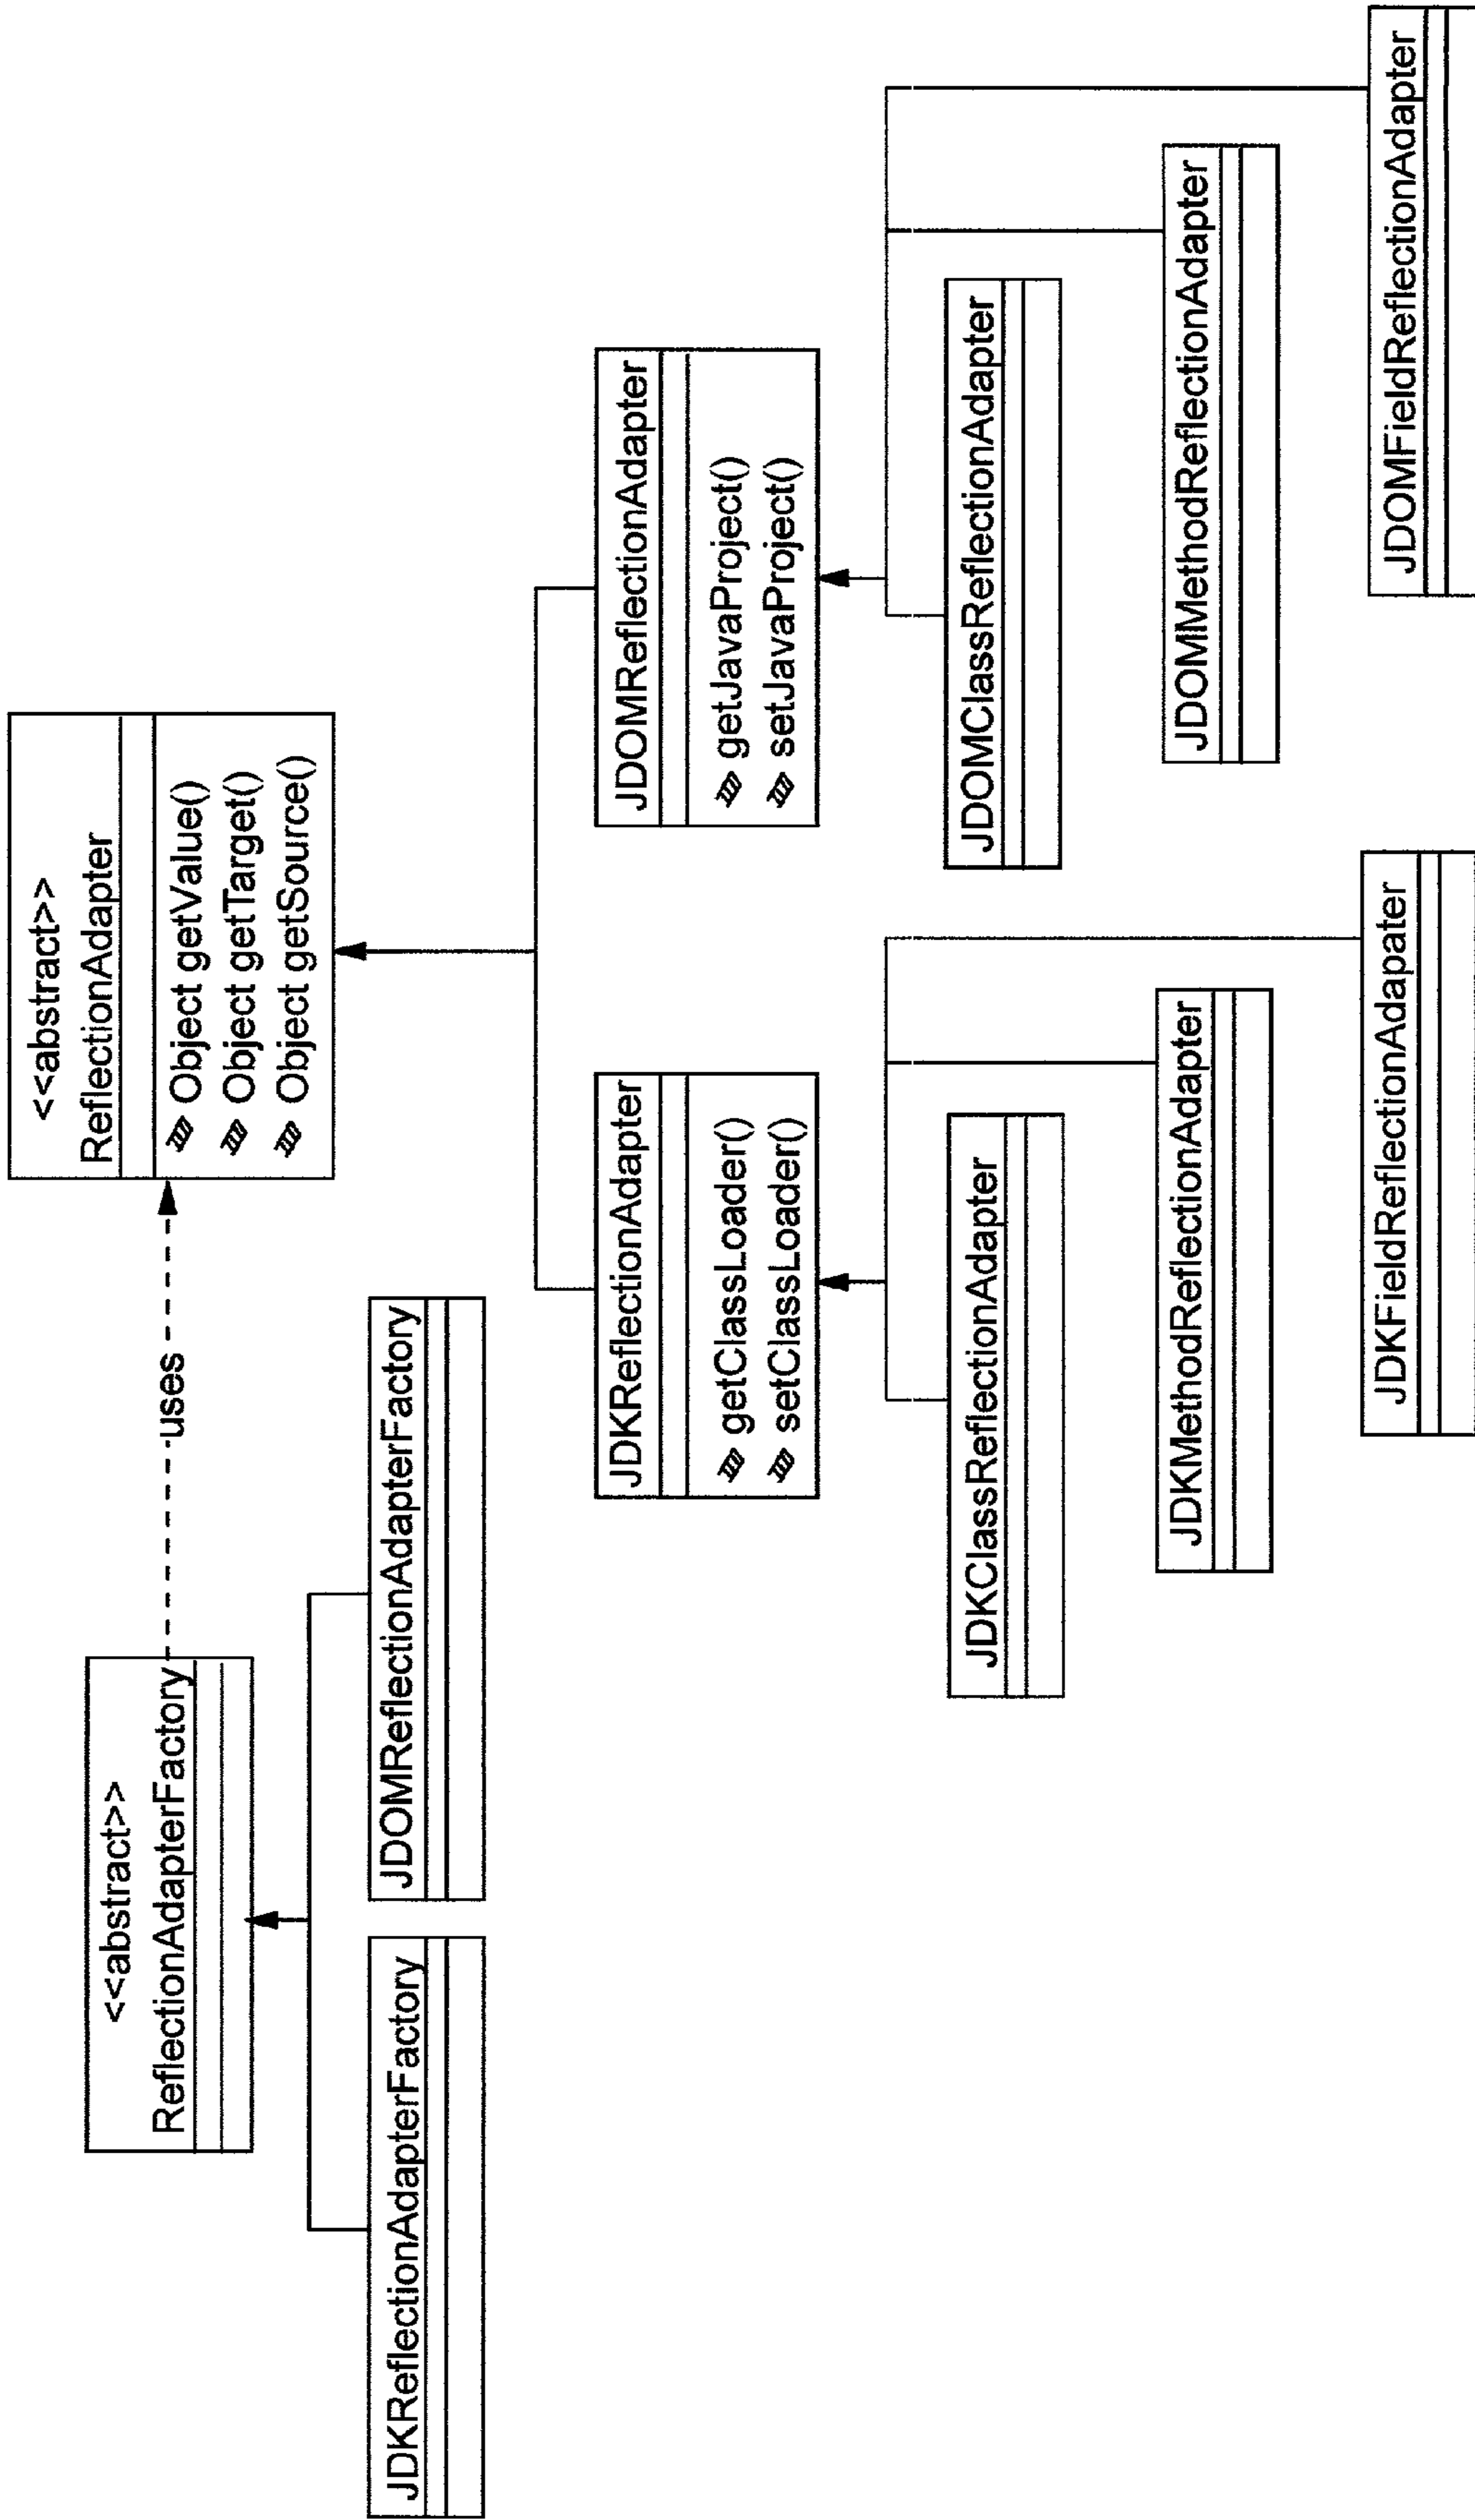 <<abstract>>
ReflectionAdapterFactory
uses
<<abstract>>
ReflectionAdapter
Object getValue()
Object getTarget()
Object getSource()
JDKReflectionAdapterFactory
JDOMReflectionAdapterFactory
JDKReflectionAdapter
getClassLoader()
setClassLoader()
JDOMReflectionAdapter
getJavaProject()
setJavaProject()
JDKClassReflectionAdapter
JDOMClassReflectionAdapter
JDKMethodReflectionAdapter
JDOMMethodReflectionAdapter
JDKFieldReflectionAdapater
JDOMFieldReflectionAdapter